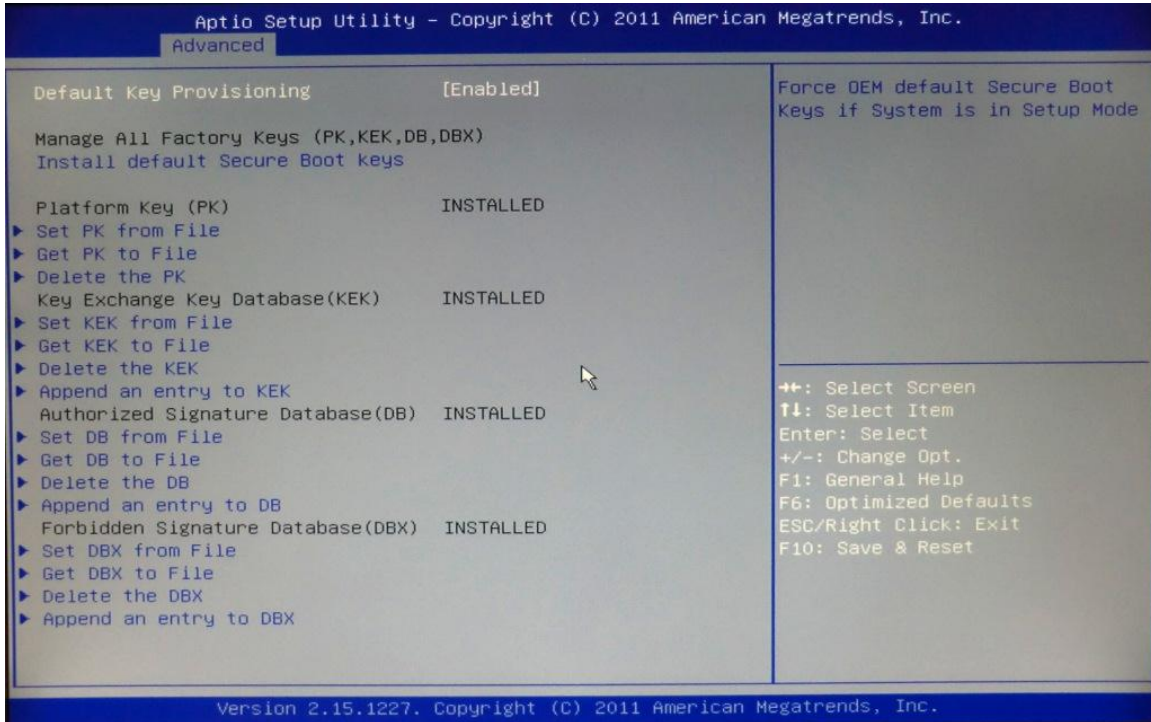 Aptio Setup Utility – Copyright (C) 2011 American Megatrends, Inc.
Advanced
Default Key Provisioning [Enabled]
Manage All Factory Keys (PK,KEK,DB,DBX)
Install default Secure Boot keys
Platform Key (PK) INSTALLED
▶ Set PK from File
▶ Get PK to File
▶ Delete the PK
Key Exchange Key Database(KEK) INSTALLED
▶ Set KEK from File
▶ Get KEK to File
▶ Delete the KEK
▶ Append an entry to KEK
Authorized Signature Database(DB) INSTALLED
▶ Set DB from File
▶ Get DB to File
▶ Delete the DB
▶ Append an entry to DB
Forbidden Signature Database(DBX) INSTALLED
▶ Set DBX from File
▶ Get DBX to File
▶ Delete the DBX
▶ Append an entry to DBX
Force OEM default Secure Boot
Keys if System is in Setup Mode
→←: Select Screen
↑↓: Select Item
Enter: Select
+/-: Change Opt.
F1: General Help
F6: Optimized Defaults
ESC/Right Click: Exit
F10: Save & Reset
Version 2.15.1227. Copyright (C) 2011 American Megatrends, Inc.